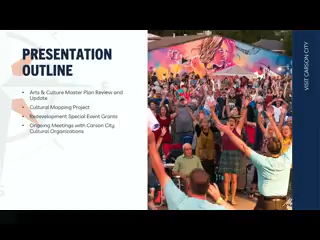 PRESENTATION
OUTLINE
• Arts & Culture Master Plan Review and
Update
• Cultural Mapping Project
• Redevelopment Special Event Grants
• Ongoing Meetings with Carson City
Cultural Organizations
VISIT CARSON CITY